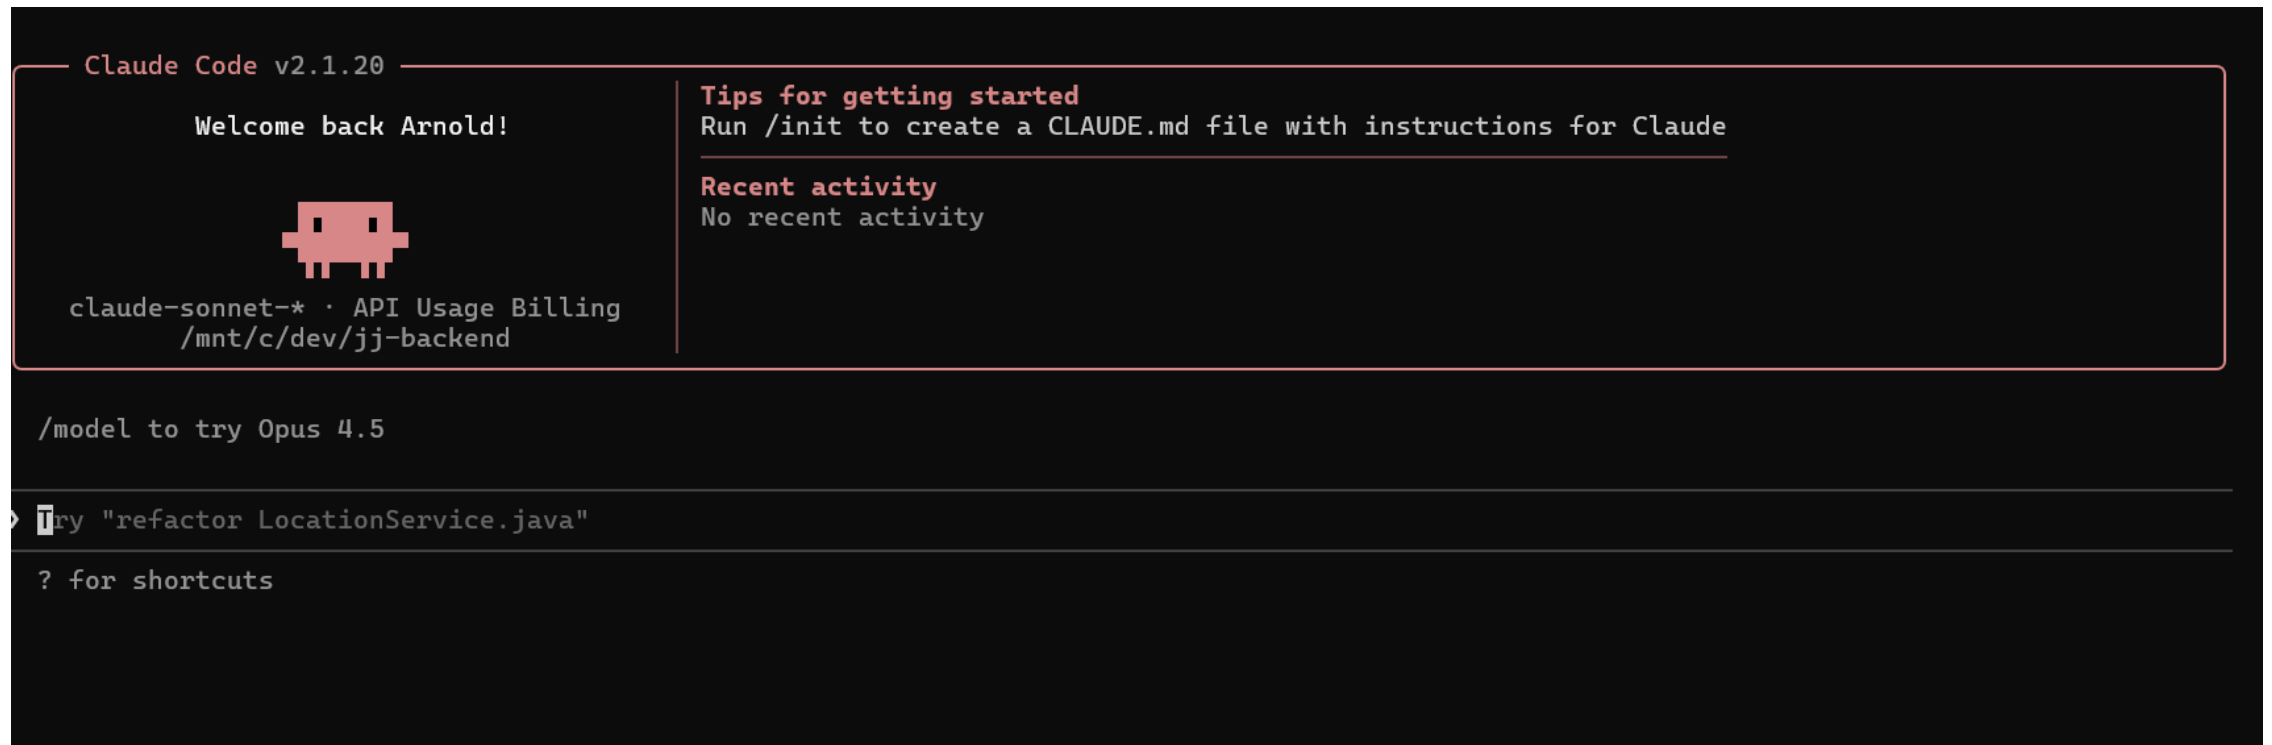 Claude Code v2.1.20
Welcome back Arnold!
claude-sonnet-* · API Usage Billing
/mnt/c/dev/jj-backend
Tips for getting started
Run /init to create a CLAUDE.md file with instructions for Claude
Recent activity
No recent activity
/model to try Opus 4.5
❯ Try "refactor LocationService.java"
? for shortcuts